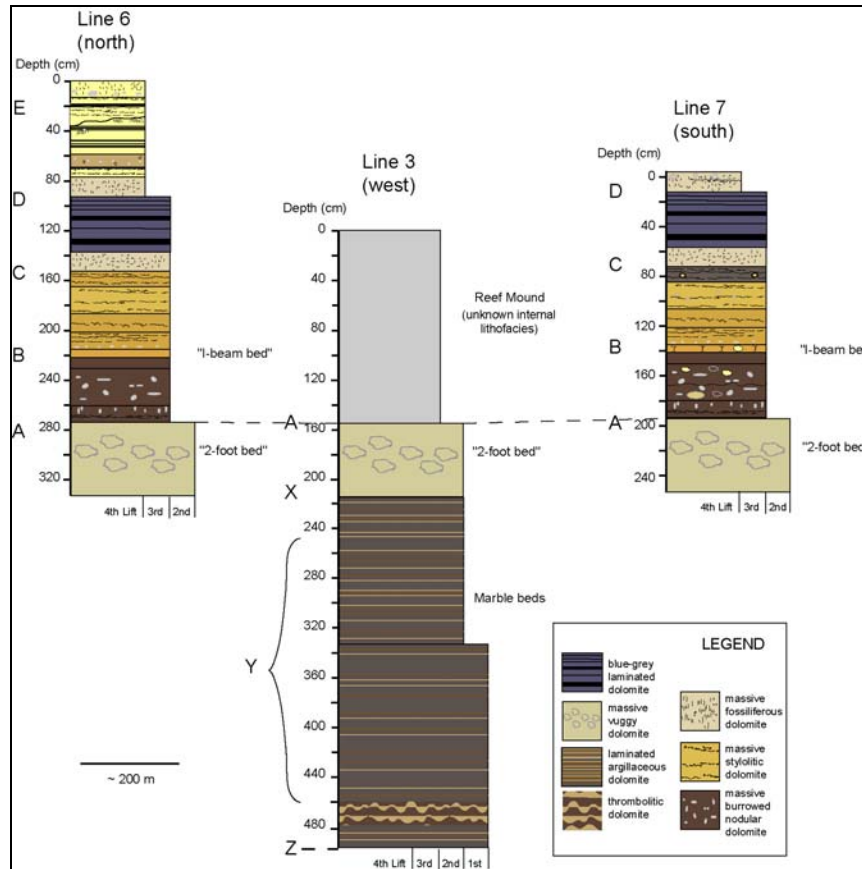 Line 6
(north)
Depth (cm)
0
E
40
80
D
120
C
160
200
B
240
A
280
320
"I-beam bed"
"2-foot bed"
4th Lift
3rd
2nd
Line 3
(west)
Depth (cm)
0
40
80
120
A
160
200
X
240
280
320
Y
360
400
440
480
Z
Reef Mound
(unknown internal
lithofacies)
"2-foot bed"
Marble beds
4th Lift
3rd
2nd
1st
Line 7
(south)
Depth (cm)
0
D
40
C
80
120
B
160
A
200
240
"I-beam be
"2-foot bed
4th Lift
3rd
2nd
~ 200 m
LEGEND
blue-grey
laminated
dolomite
massive
vuggy
dolomite
laminated
argillaceous
dolomite
thrombolitic
dolomite
massive
fossiliferous
dolomite
massive
stylolitic
dolomite
massive
burrowed
nodular
dolomite